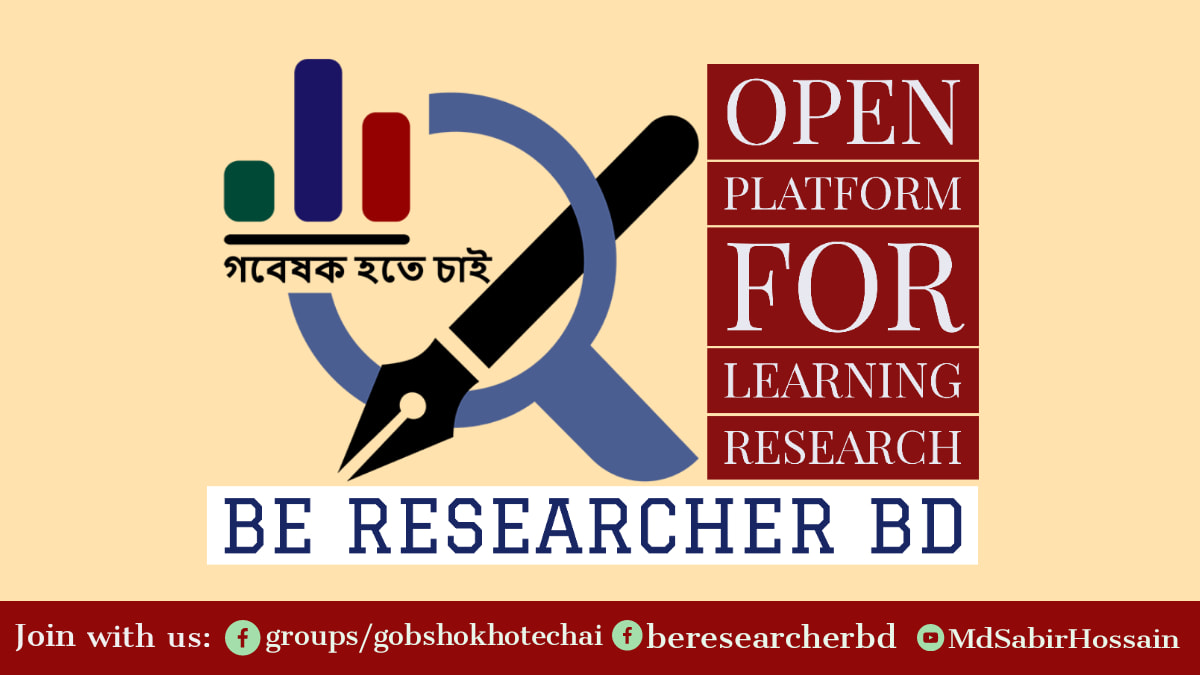 গবেষক হতে চাই
OPEN
PLATFORM
FOR
LEARNING
RESEARCH
BE RESEARCHER BD
Join with us: groups/gobshokhotechai beresearcherbd MdSabirHossain